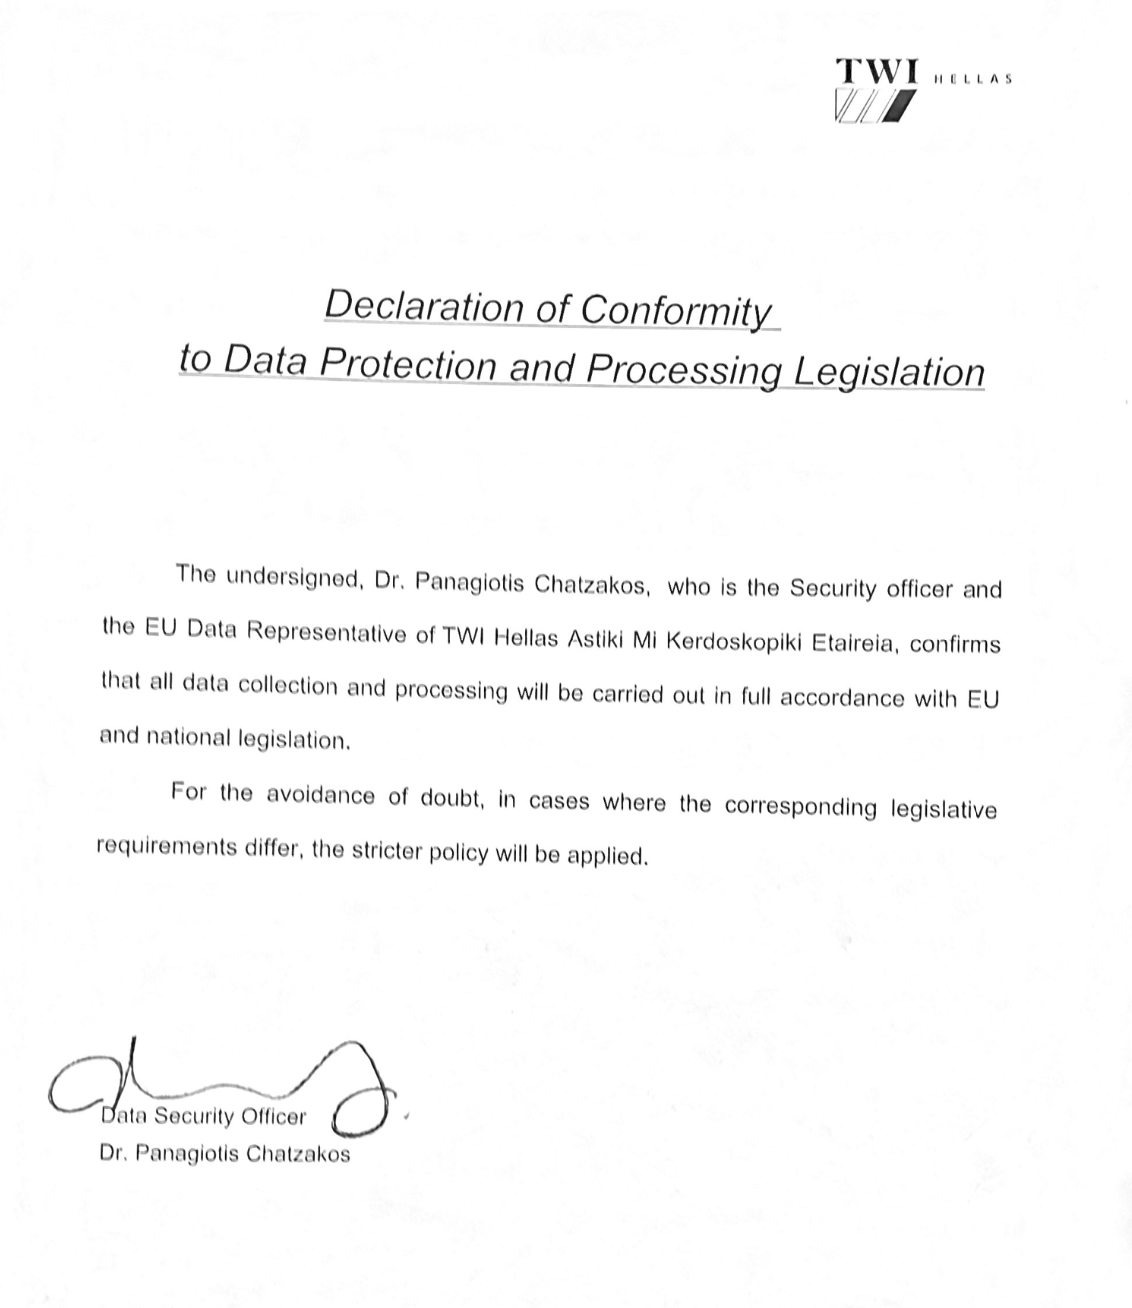 TWI HELLAS
Declaration of Conformity
to Data Protection and Processing Legislation
The undersigned, Dr. Panagiotis Chatzakos, who is the Security officer and
the EU Data Representative of TWI Hellas Astiki Mi Kerdoskopiki Etaireia, confirms
that all data collection and processing will be carried out in full accordance with EU
and national legislation.
For the avoidance of doubt, in cases where the corresponding legislative
requirements differ, the stricter policy will be applied.
Data Security Officer
Dr. Panagiotis Chatzakos